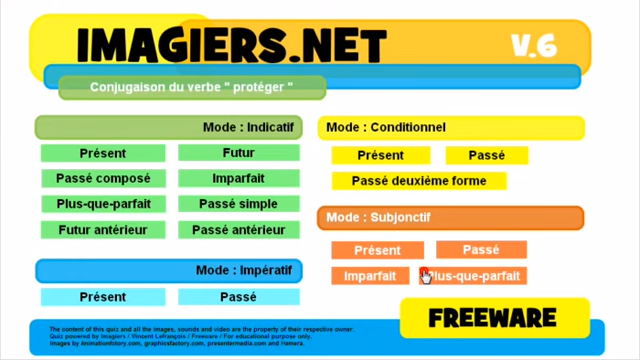 IMAGIERS.NET
V.6
Conjugaison du verbe " protéger "
Mode : Indicatif
Présent
Futur
Passé composé
Imparfait
Plus-que-parfait
Passé simple
Futur antérieur
Passé antérieur
Mode : Impératif
Présent
Passé
Mode : Conditionnel
Présent
Passé
Passé deuxième forme
Mode : Subjonctif
Présent
Passé
Imparfait
Plus-que-parfait
FREEWARE
The content of this quiz and all the images, sounds and video are the property of their respective owner.
Quiz powered by Imagiers / Vincent Lefrançois / Freeware / For educational purpose only.
Images by Animationfctory.com, graphicsfactory.com, presentermedia.com and Hemera.